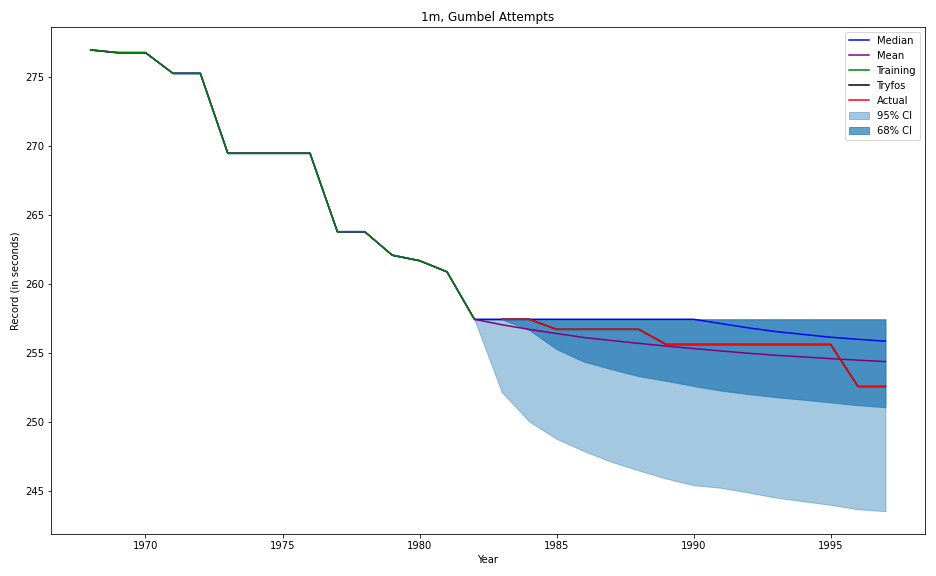 1m, Gumbel Attempts
Median
Mean
Training
Tryfos
Actual
95% CI
68% CI
Record (in seconds)
275
270
265
260
255
250
245
1970
1975
1980
1985
1990
1995
Year